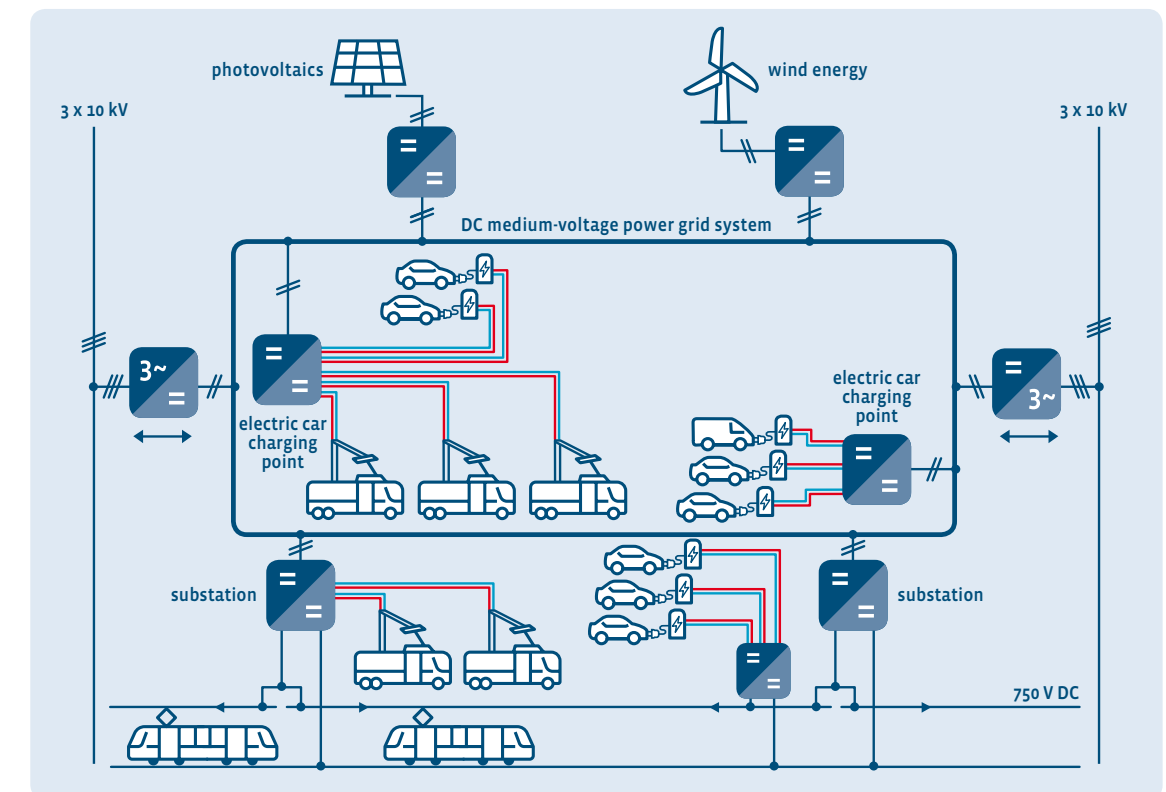 photovoltaics
wind energy
3 x 10 kV
3 x 10 kV
DC medium-voltage power grid system
3~
electric car
charging
point
electric car
charging
point
3~
substation
substation
750 V DC